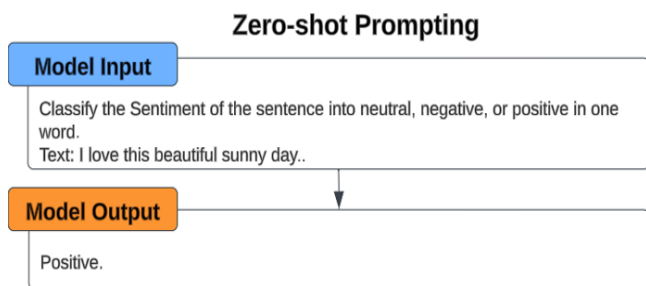 Zero-shot Prompting
Model Input
Classify the Sentiment of the sentence into neutral, negative, or positive in one
word.
Text: I love this beautiful sunny day..
Model Output
Positive.